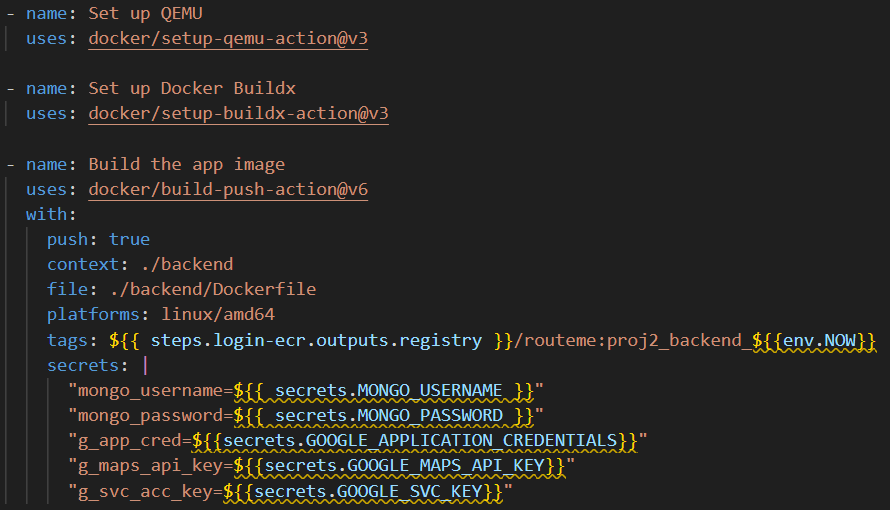 - name: Set up QEMU
  uses: docker/setup-qemu-action@v3
- name: Set up Docker Buildx
  uses: docker/setup-buildx-action@v3
- name: Build the app image
  uses: docker/build-push-action@v6
  with:
    push: true
    context: ./backend
    file: ./backend/Dockerfile
    platforms: linux/amd64
    tags: ${{ steps.login-ecr.outputs.registry }}/routeme:proj2_backend_${{env.NOW}}
    secrets: |
      "mongo_username=${{ secrets.MONGO_USERNAME }}"
      "mongo_password=${{ secrets.MONGO_PASSWORD }}"
      "g_app_cred=${{secrets.GOOGLE_APPLICATION_CREDENTIALS}}"
      "g_maps_api_key=${{secrets.GOOGLE_MAPS_API_KEY}}"
      "g_svc_acc_key=${{secrets.GOOGLE_SVC_KEY}}"